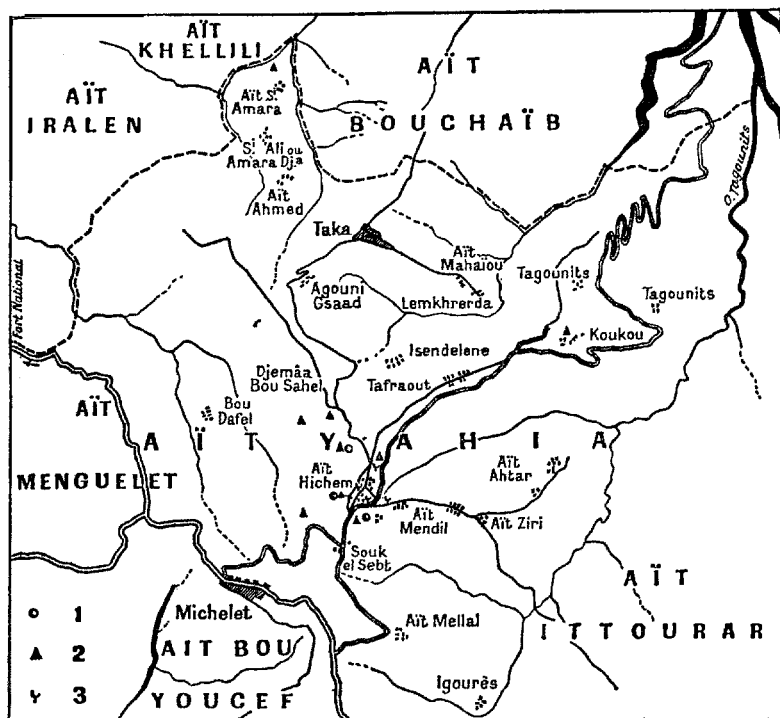 AÏT
KHELLILI
AÏT
IRALEN
AÏT
BOUCHAÏB
Aït S.
Amara
Si Ali ou
Amara Dja
Aït
Ahmed
O. Tagounits
Taka
Aït
Mahaïou
Tagounits
Tagounits
Agouni
Gsaad
Lemkhrerda
Fort National
Koukou
Isendelene
Djemâa
Bou Sahel
Tafraout
AÏT
MENGUELET
Bou
Dafel
AÏT YAHIA
Aït
Hichem
Aït
Ahtar
Aït
Mendil
Aït Ziri
Souk
el Sebt
AÏT
ITTOURAR
Michelet
Aït Mellal
AIT BOU
YOUCEF
Igourès
1
2
3